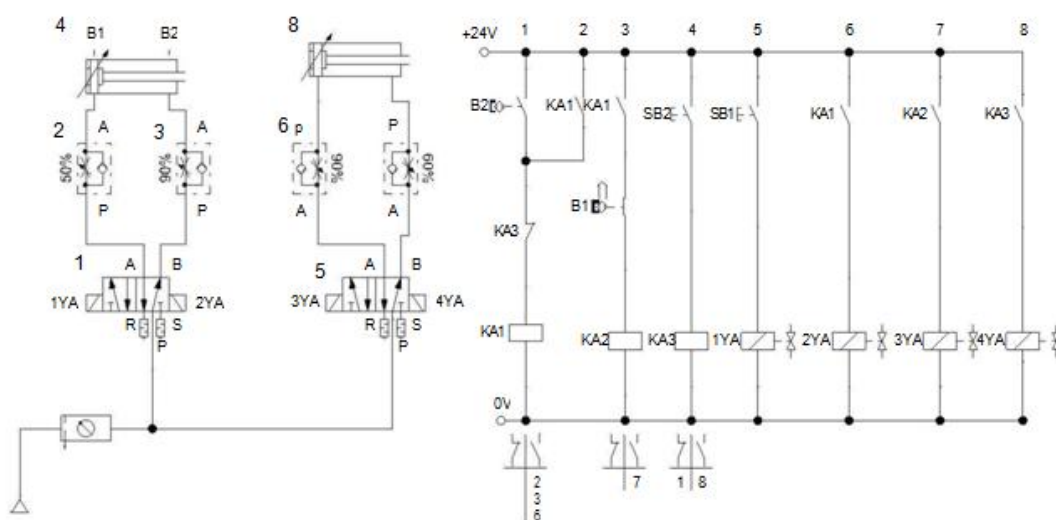 4 B1 B2
8
2 A 3 A
6 p P
50% 90% %06 %09
P P
A A
1 A B
5 A B
1YA 2YA
3YA 4YA
R S
P
R S
P
1 2 3 4 5 6 7 8
+24V
B2 KA1 KA1 SB2 SB1 KA1 KA2 KA3
B1
KA3
KA1 KA2 KA3 1YA 2YA 3YA 4YA
0V
2
3
6
7
1 8